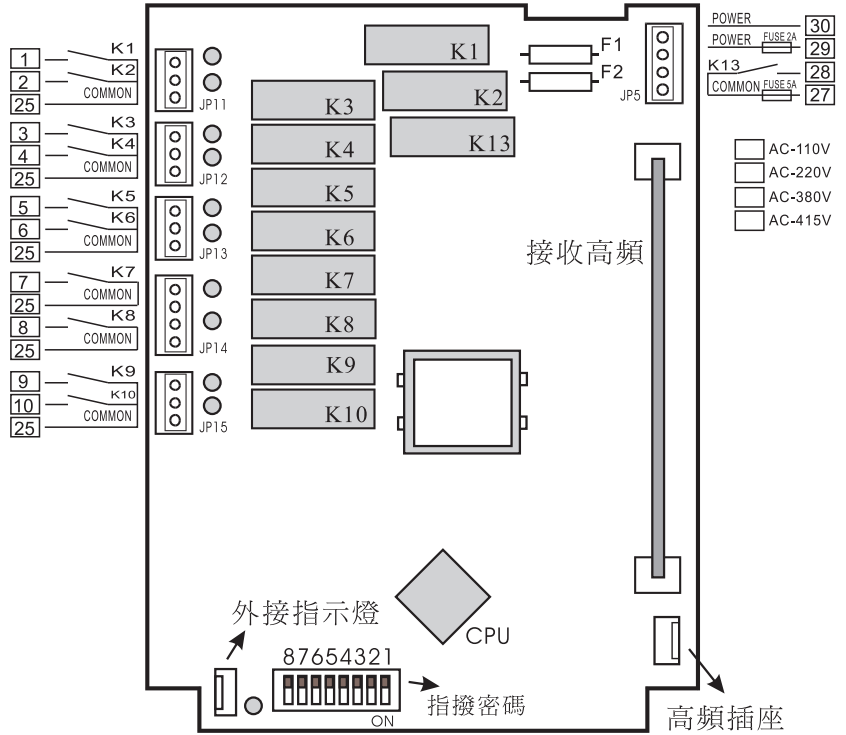 1 K1
2 K2
25 COMMON
JP11
3 K3
4 K4
25 COMMON
JP12
5 K5
6 K6
25 COMMON
JP13
7 K7
25 COMMON
8 K8
25 COMMON
JP14
9 K9
10 K10
25 COMMON
JP15
K1
K2
K13
K3
K4
K5
K6
K7
K8
K9
K10
F1
F2
JP5
POWER 30
POWER FUSE 2A 29
K13 28
COMMON FUSE 5A 27
AC-110V
AC-220V
AC-380V
AC-415V
接收高頻
CPU
外接指示燈
87654321
ON
指撥密碼
高頻插座